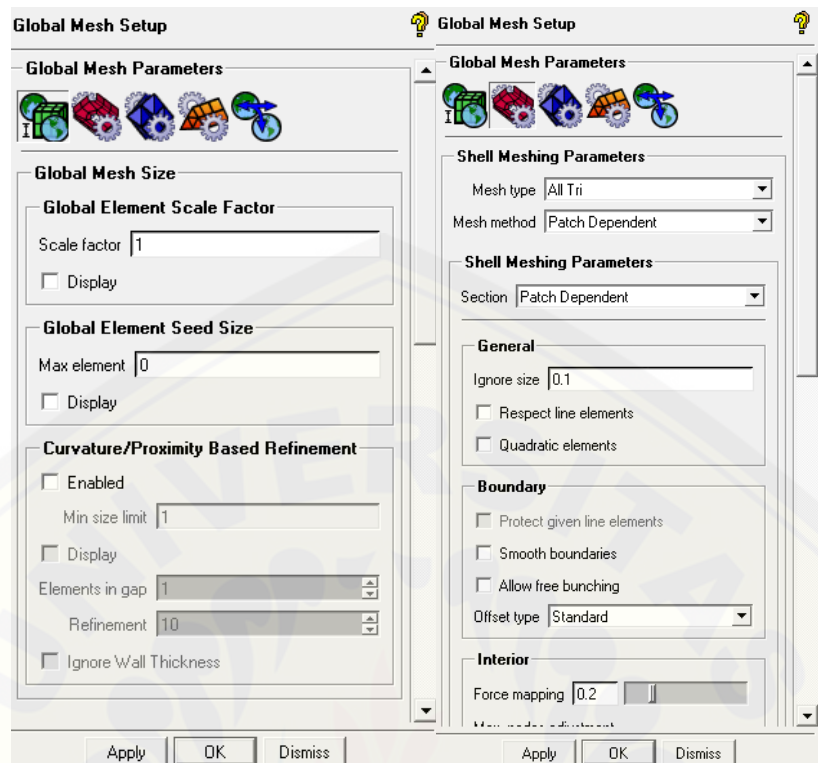 Global Mesh Setup
Global Mesh Parameters
Global Mesh Size
Global Element Scale Factor
Scale factor 1
Display
Global Element Seed Size
Max element 0
Display
Curvature/Proximity Based Refinement
Enabled
Min size limit 1
Display
Elements in gap 1
Refinement 10
Ignore Wall Thickness
Apply OK Dismiss
Global Mesh Setup
Global Mesh Parameters
Shell Meshing Parameters
Mesh type All Tri
Mesh method Patch Dependent
Shell Meshing Parameters
Section Patch Dependent
General
Ignore size 0.1
Respect line elements
Quadratic elements
Boundary
Protect given line elements
Smooth boundaries
Allow free bunching
Offset type Standard
Interior
Force mapping 0.2
Apply OK Dismiss
UNIVERSITAS